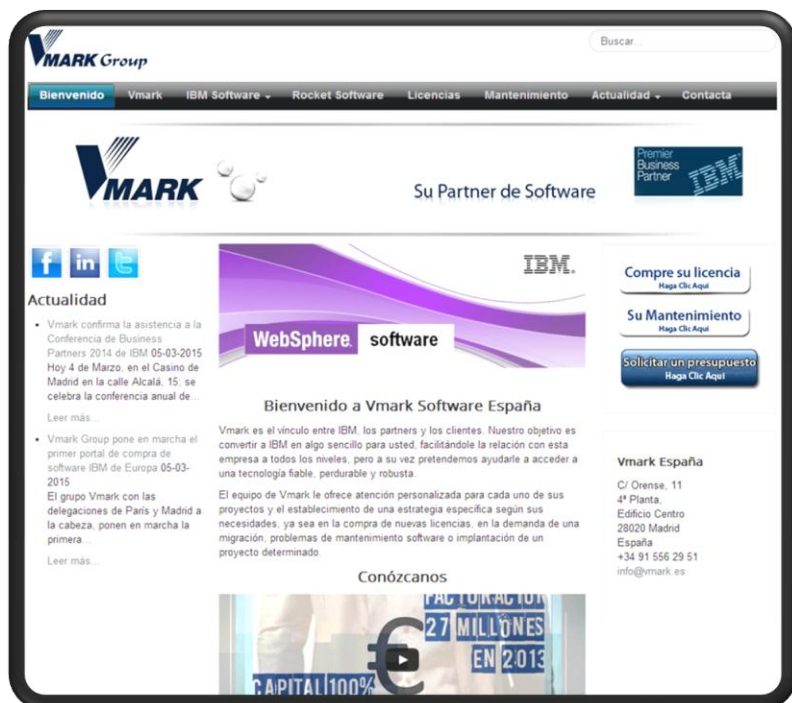 VMARK Group
Buscar...
Bienvenido Vmark IBM Software Rocket Software Licencias Mantenimiento Actualidad Contacta
VMARK
Su Partner de Software
Premier
Business
Partner
IBM
f in t
Actualidad
Vmark confirma la asistencia a la
Conferencia de Business
Partners 2014 de IBM 05-03-2015
Hoy 4 de Marzo, en el Casino de
Madrid en la calle Alcalá, 15, se
celebra la conferencia anual de...
Leer más...
Vmark Group pone en marcha el
primer portal de compra de
software IBM de Europa 05-03-
2015
El grupo Vmark con las
delegaciones de París y Madrid a
la cabeza, ponen en marcha la
primera...
Leer más...
IBM.
WebSphere. software
Bienvenido a Vmark Software España
Vmark es el vínculo entre IBM, los partners y los clientes. Nuestro objetivo es
convertir a IBM en algo sencillo para usted, facilitándole la relación con esta
empresa a todos los niveles, pero a su vez pretendemos ayudarle a acceder a
una tecnología fiable, perdurable y robusta.
El equipo de Vmark le ofrece atención personalizada para cada uno de sus
proyectos y el establecimiento de una estrategia específica según sus
necesidades, ya sea en la compra de nuevas licencias, en la demanda de una
migración, problemas de mantenimiento software o implantación de un
proyecto determinado.
Conózcanos
FACTURACIÓN
27 MILLONES
€
EN 2013
CAPITAL 100%
Compre su licencia
Haga Clic Aqui
Su Mantenimiento
Haga Clic Aqui
Solicitar un presupuesto
Haga Clic Aqui
Vmark España
C/ Orense, 11
4ª Planta,
Edificio Centro
28020 Madrid
España
+34 91 556 29 51
info@vmark.es